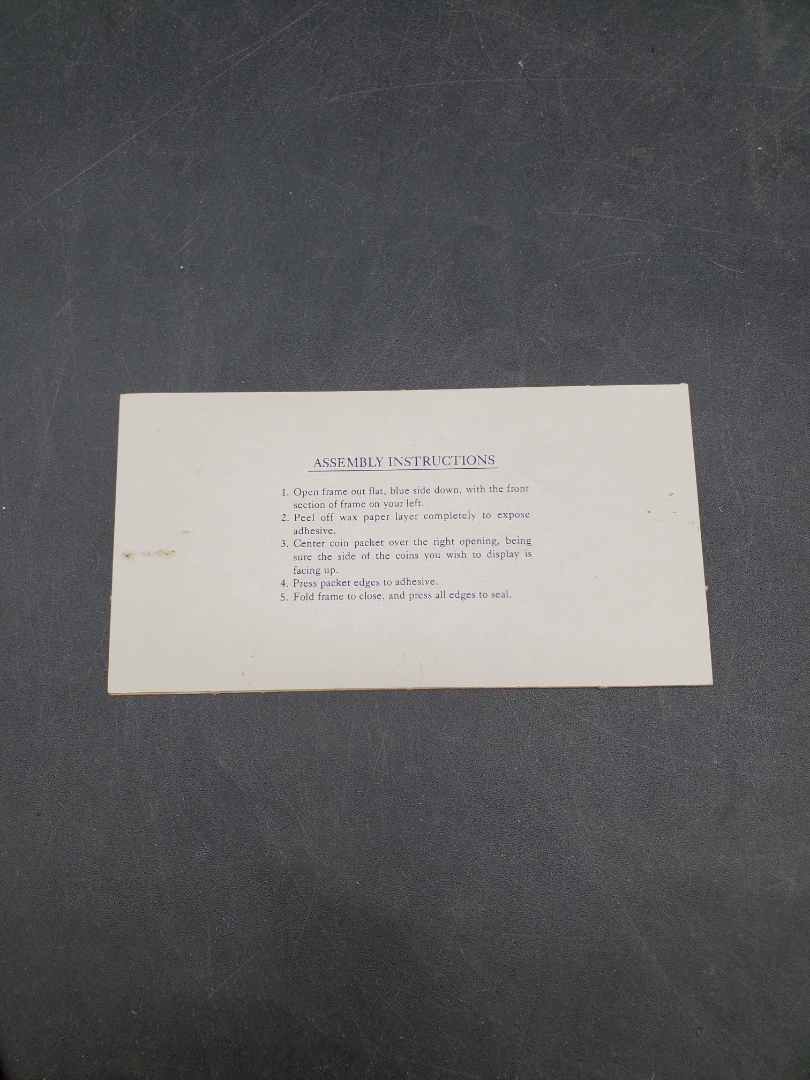 ASSEMBLY INSTRUCTIONS
1. Open frame out flat, blue side down, with the front
section of frame on your left.
2. Peel off wax paper layer completely to expose
adhesive.
3. Center coin packet over the right opening, being
sure the side of the coins you wish to display is
facing up.
4. Press packet edges to adhesive.
5. Fold frame to close, and press all edges to seal.